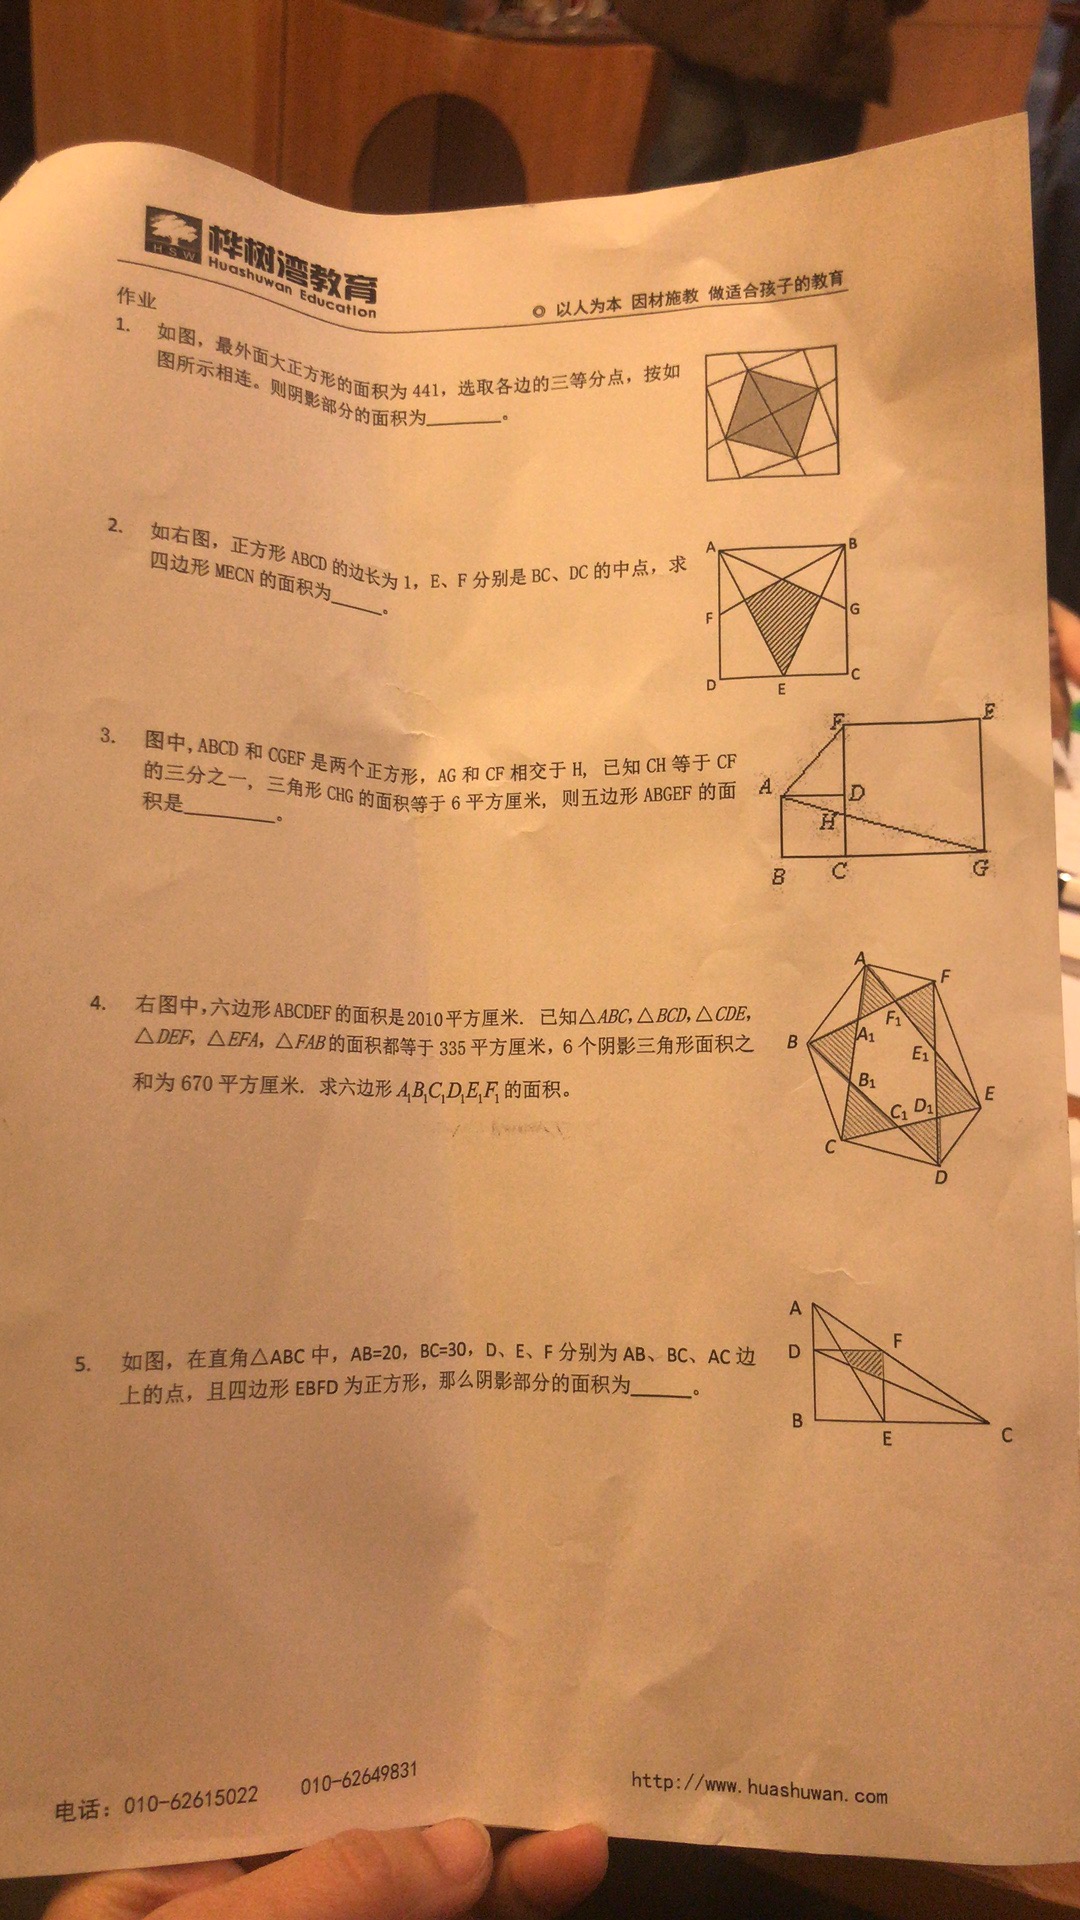 HSW
桦树湾教育
Huashuwan Education
◎ 以人为本 因材施教 做适合孩子的教育
作业
1. 如图，最外面大正方形的面积为 441，选取各边的三等分点，按如
图所示相连。则阴影部分的面积为________。
2. 如右图，正方形 ABCD 的边长为 1，E、F 分别是 BC、DC 的中点，求
四边形 MECN 的面积为_____。
A
B
F
G
D
E
C
3. 图中, ABCD 和 CGEF 是两个正方形，AG 和 CF 相交于 H, 已知 CH 等于 CF
的三分之一，三角形 CHG 的面积等于 6 平方厘米, 则五边形 ABGEF 的面
积是_________。
F
E
A
D
H
B
C
G
4. 右图中,六边形 ABCDEF 的面积是2010平方厘米. 已知△ABC,△BCD,△CDE,
△DEF, △EFA, △FAB的面积都等于 335 平方厘米, 6 个阴影三角形面积之
和为 670 平方厘米. 求六边形 A₁B₁C₁D₁E₁F₁ 的面积。
A
F
F₁
B
A₁
E₁
B₁
C₁
D₁
E
C
D
5. 如图，在直角△ABC 中，AB=20，BC=30，D、E、F 分别为 AB、BC、AC 边
上的点，且四边形 EBFD 为正方形，那么阴影部分的面积为______。
A
F
D
B
E
C
电话：010-62615022 010-62649831
http://www.huashuwan.com